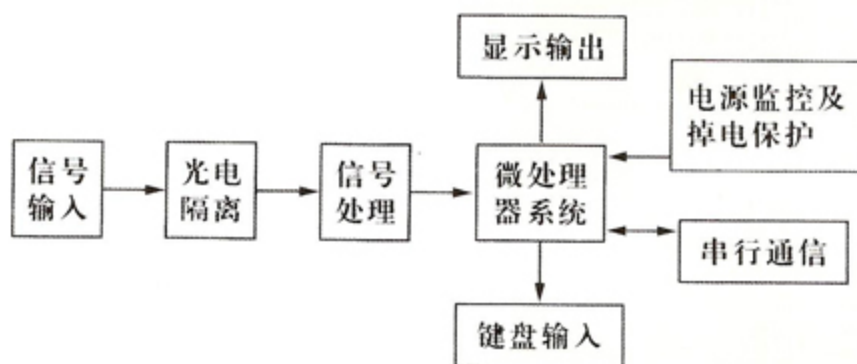 显示输出
电源监控及
掉电保护
信号
输入
光电
隔离
信号
处理
微处理
器系统
串行通信
键盘输入